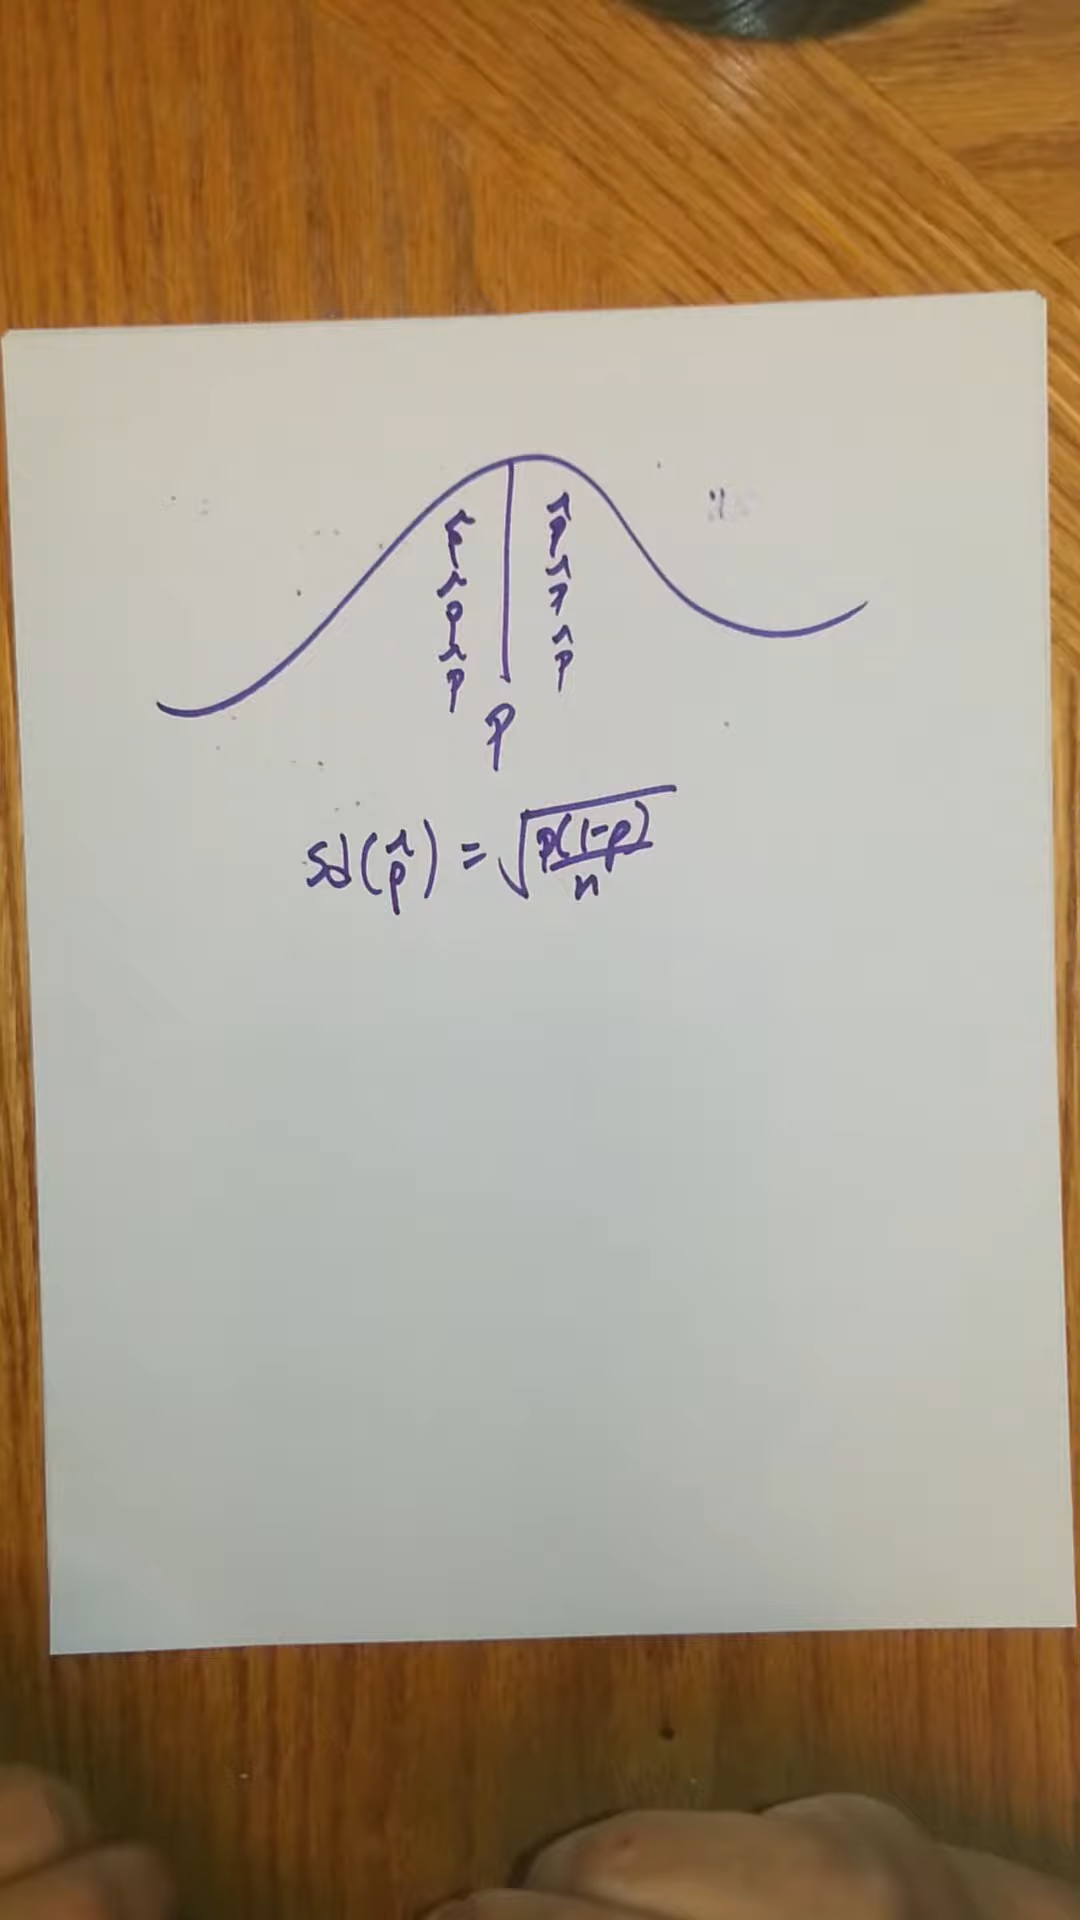 p̂ p̂
p̂ p̂
p̂ p̂
p
sd(p̂) = √(p(1-p)/n)